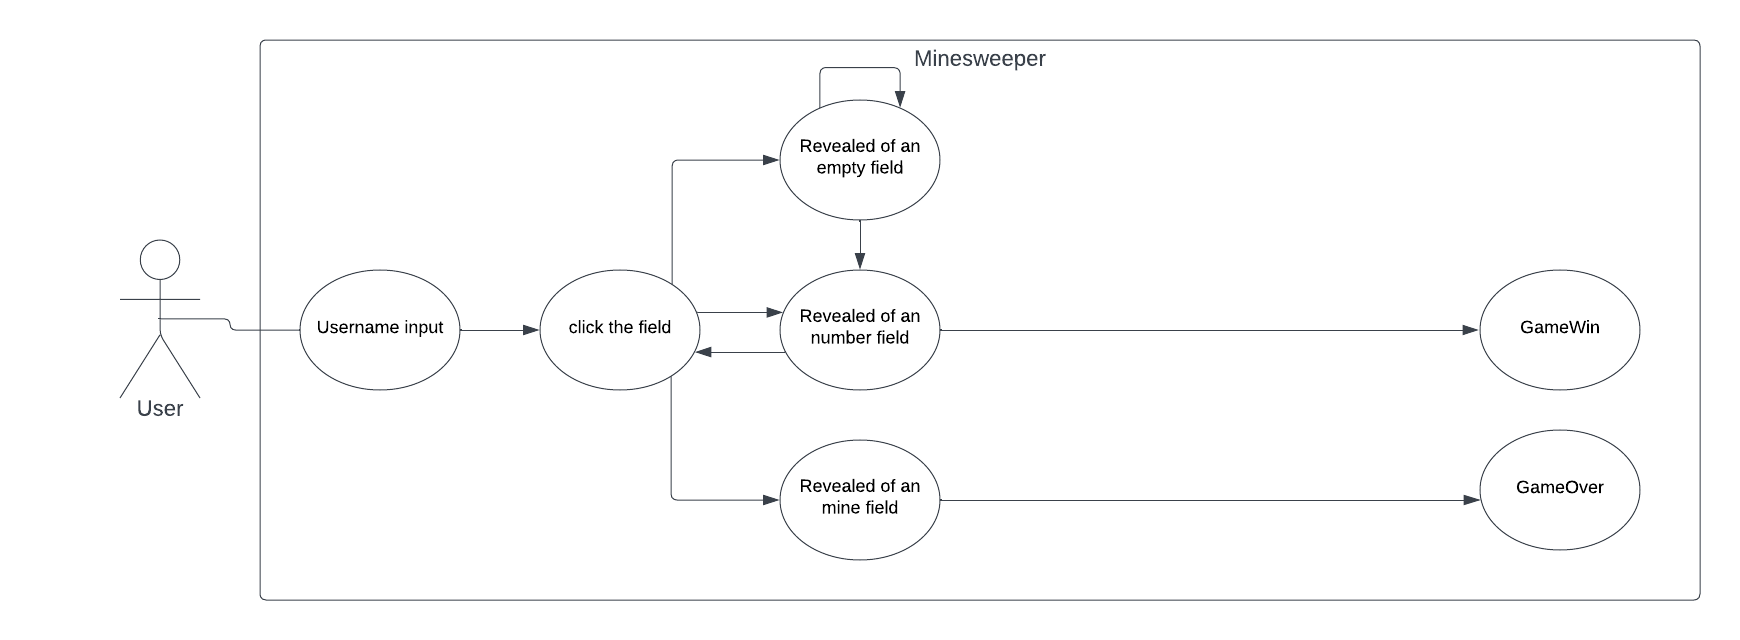 Minesweeper
Revealed of an
empty field
Username input
click the field
Revealed of an
number field
GameWin
User
Revealed of an
mine field
GameOver